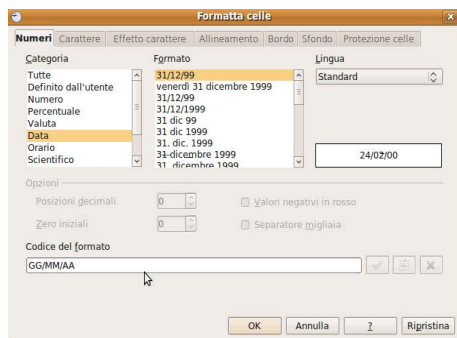 Formatta celle
Numeri Carattere Effetto carattere Allineamento Bordo Sfondo Protezione celle
Categoria Formato Lingua
Tutte
Definito dall'utente
Numero
Percentuale
Valuta
Data
Orario
Scientifico
31/12/99
venerdì 31 dicembre 1999
31/12/99
31/12/1999
31 dic 99
31 dic 1999
31. dic. 1999
31 dicembre 1999
31. dicembre 1999
Standard
24/02/00
Opzioni
Posizioni decimali 0 Valori negativi in rosso
Zero iniziali 0 Separatore migliaia
Codice del formato
GG/MM/AA
OK Annulla ? Ripristina